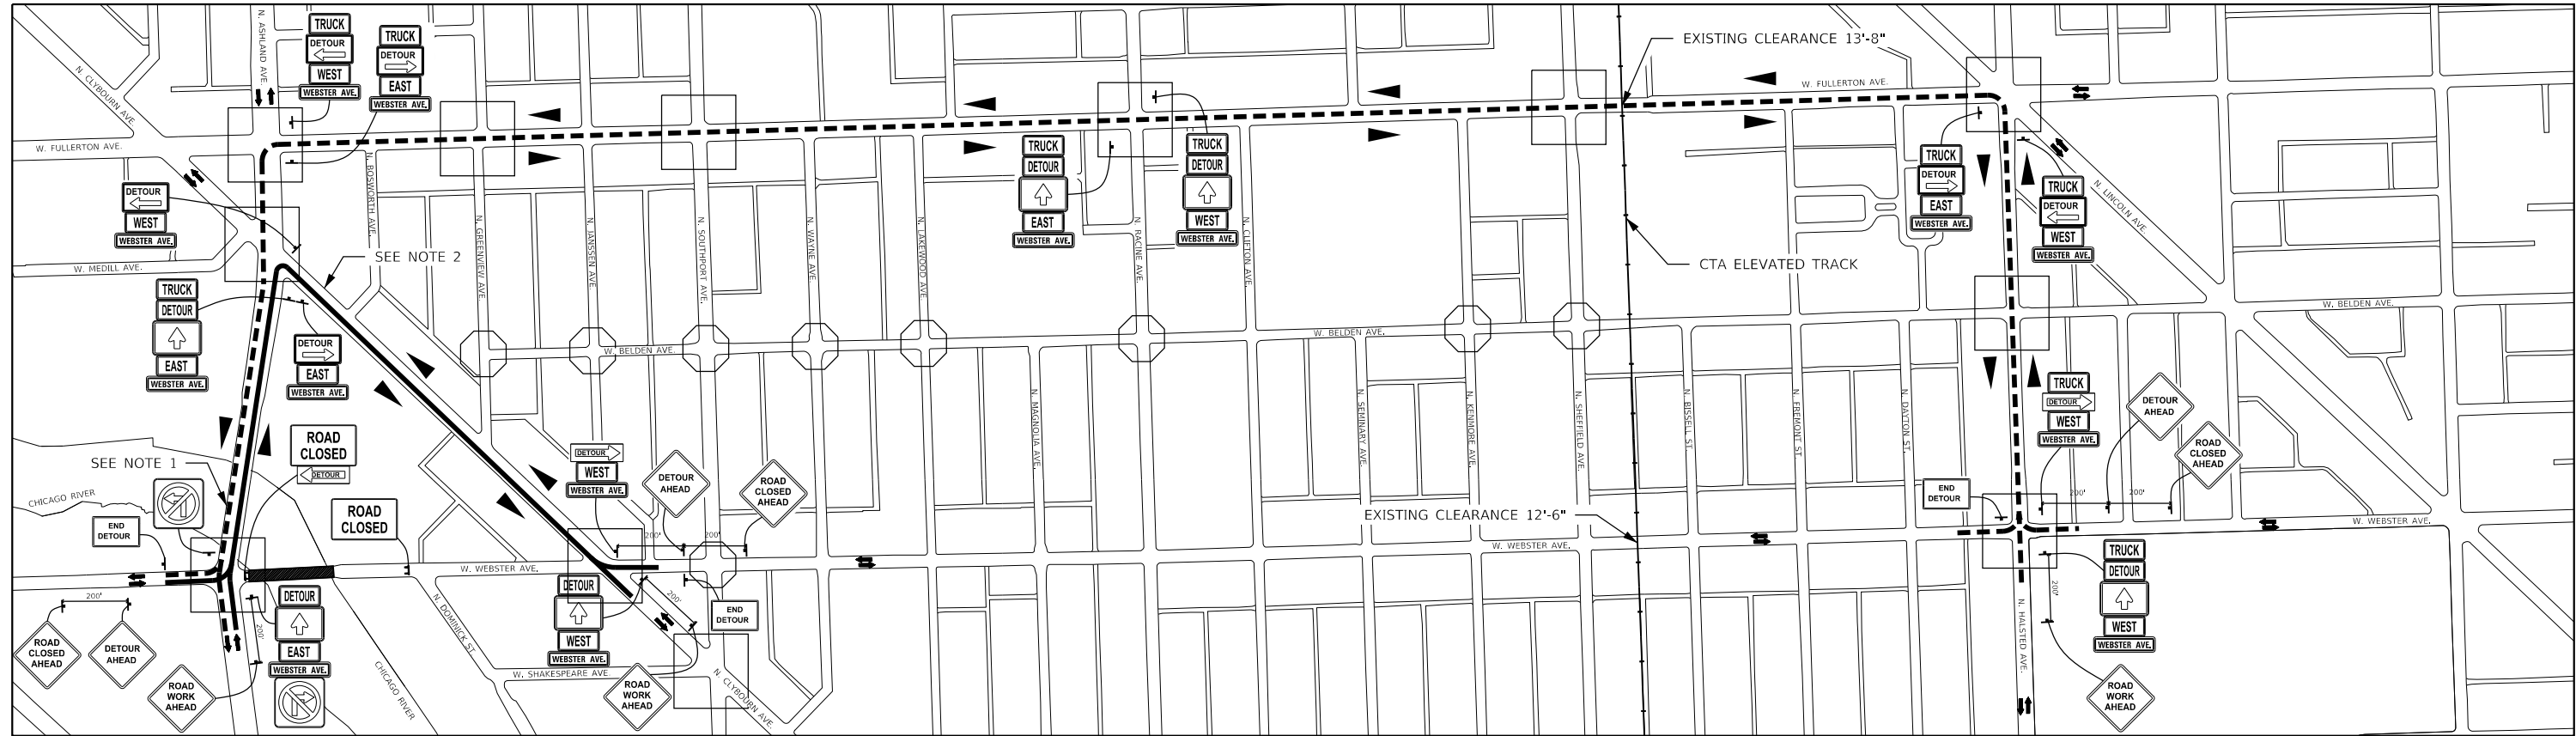 N. CLYBOURN AVE.
N. ASHLAND AVE.
TRUCK
DETOUR
WEST
WEBSTER AVE.
TRUCK
DETOUR
EAST
WEBSTER AVE.
EXISTING CLEARANCE 13'-8"
W. FULLERTON AVE.
W. FULLERTON AVE.
DETOUR
WEST
WEBSTER AVE.
N. BOSWORTH AVE.
TRUCK
DETOUR
EAST
WEBSTER AVE.
TRUCK
DETOUR
WEST
WEBSTER AVE.
TRUCK
DETOUR
EAST
WEBSTER AVE.
TRUCK
DETOUR
WEST
WEBSTER AVE.
N. LINCOLN AVE.
N. GREENVIEW AVE.
N. JANSSEN AVE.
N. SOUTHPORT AVE.
N. WAYNE AVE.
N. LAKEWOOD AVE.
N. RACINE AVE.
N. CLIFTON AVE.
W. MEDILL AVE.
SEE NOTE 2
CTA ELEVATED TRACK
TRUCK
DETOUR
EAST
WEBSTER AVE.
DETOUR
EAST
WEBSTER AVE.
W. BELDEN AVE.
W. BELDEN AVE.
W. BELDEN AVE.
N. MAGNOLIA AVE.
N. SEMINARY AVE.
N. KENMORE AVE.
N. SHEFFIELD AVE.
N. BISSELL ST.
N. FREMONT ST.
N. DAYTON ST.
TRUCK
DETOUR
WEST
WEBSTER AVE.
DETOUR
AHEAD
ROAD
CLOSED
AHEAD
ROAD
CLOSED
DETOUR
SEE NOTE 1
CHICAGO RIVER
END
DETOUR
ROAD
CLOSED
DETOUR
WEST
WEBSTER AVE.
DETOUR
AHEAD
ROAD
CLOSED
AHEAD
200'
200'
EXISTING CLEARANCE 12'-6"
END
DETOUR
200'
200'
W. WEBSTER AVE.
W. WEBSTER AVE.
W. WEBSTER AVE.
200'
ROAD
CLOSED
AHEAD
DETOUR
AHEAD
ROAD
WORK
AHEAD
200'
DETOUR
EAST
WEBSTER AVE.
CHICAGO RIVER
N. DOMINICK ST.
W. SHAKESPEARE AVE.
DETOUR
WEST
WEBSTER AVE.
200'
END
DETOUR
ROAD
WORK
AHEAD
N. CLYBOURN AVE.
N. HALSTED AVE.
200'
TRUCK
DETOUR
WEST
WEBSTER AVE.
ROAD
WORK
AHEAD